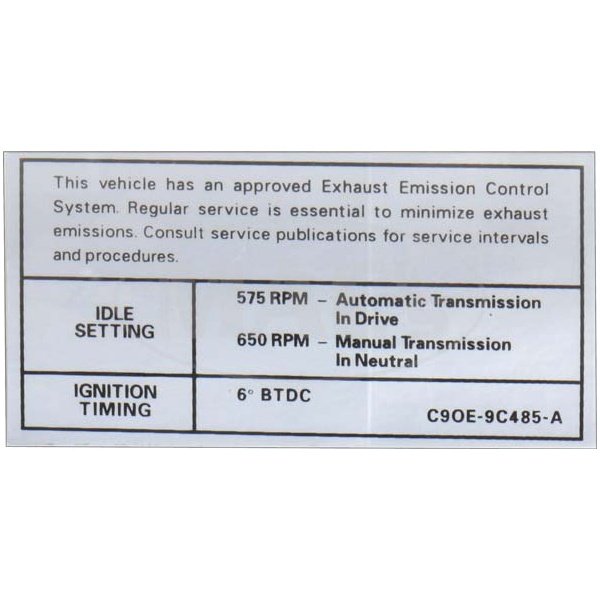 This vehicle has an approved Exhaust Emission Control
System. Regular service is essential to minimize exhaust
emissions. Consult service publications for service intervals
and procedures.
IDLE
SETTING
575 RPM – Automatic Transmission
In Drive
650 RPM – Manual Transmission
In Neutral
IGNITION
TIMING
6° BTDC
C9OE-9C485-A